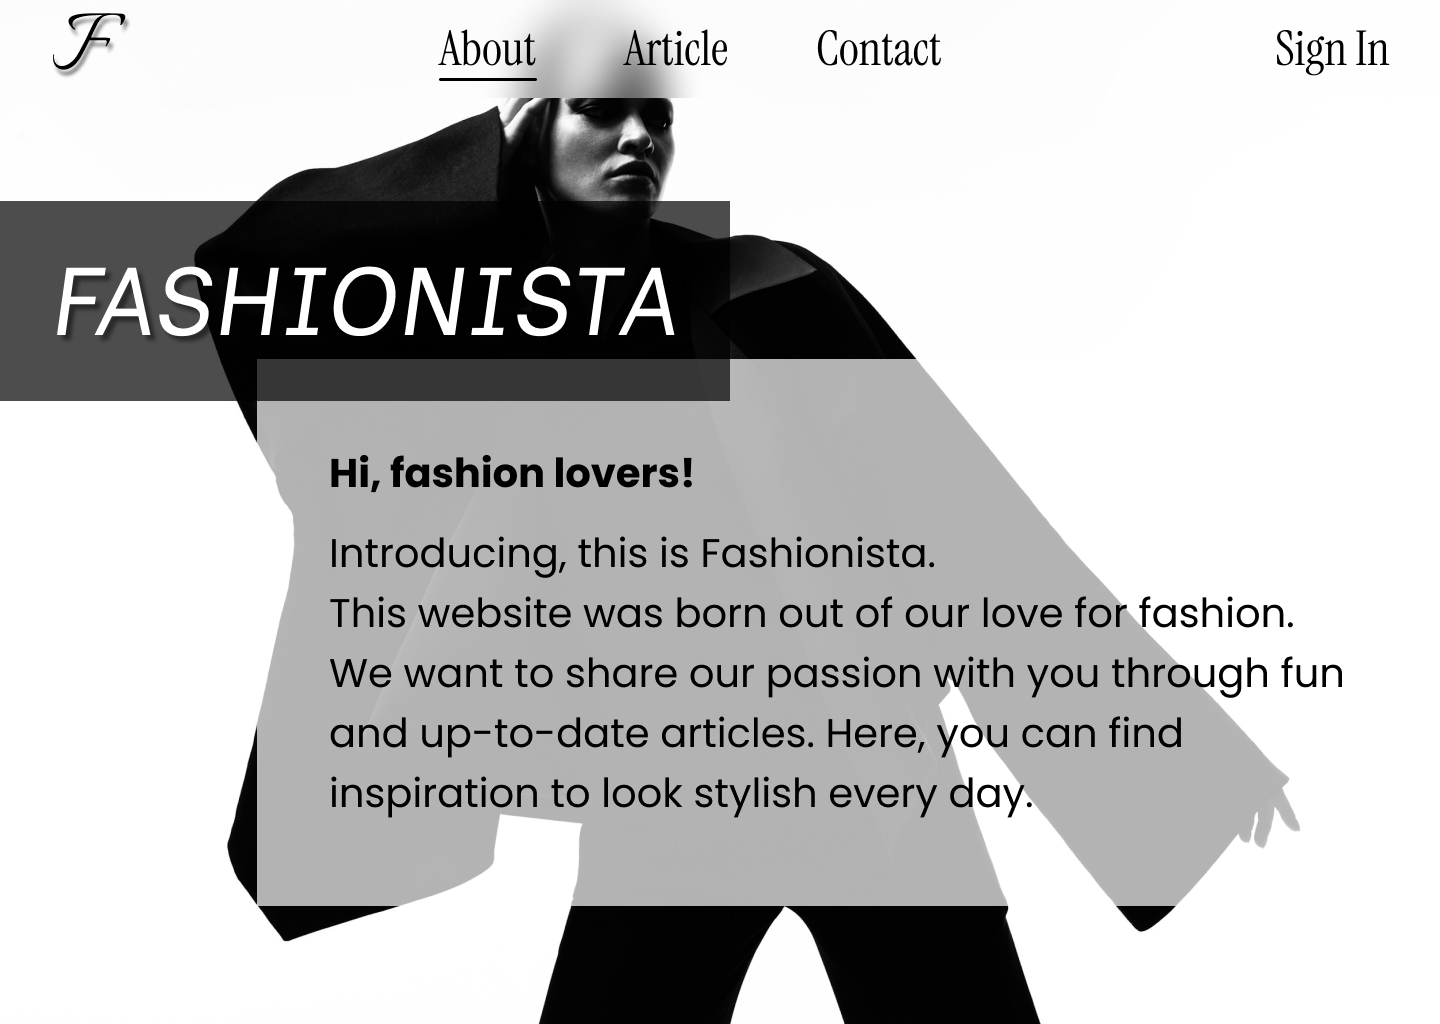 F
About Article Contact Sign In
FASHIONISTA
Hi, fashion lovers!
Introducing, this is Fashionista.
This website was born out of our love for fashion.
We want to share our passion with you through fun
and up-to-date articles. Here, you can find
inspiration to look stylish every day.